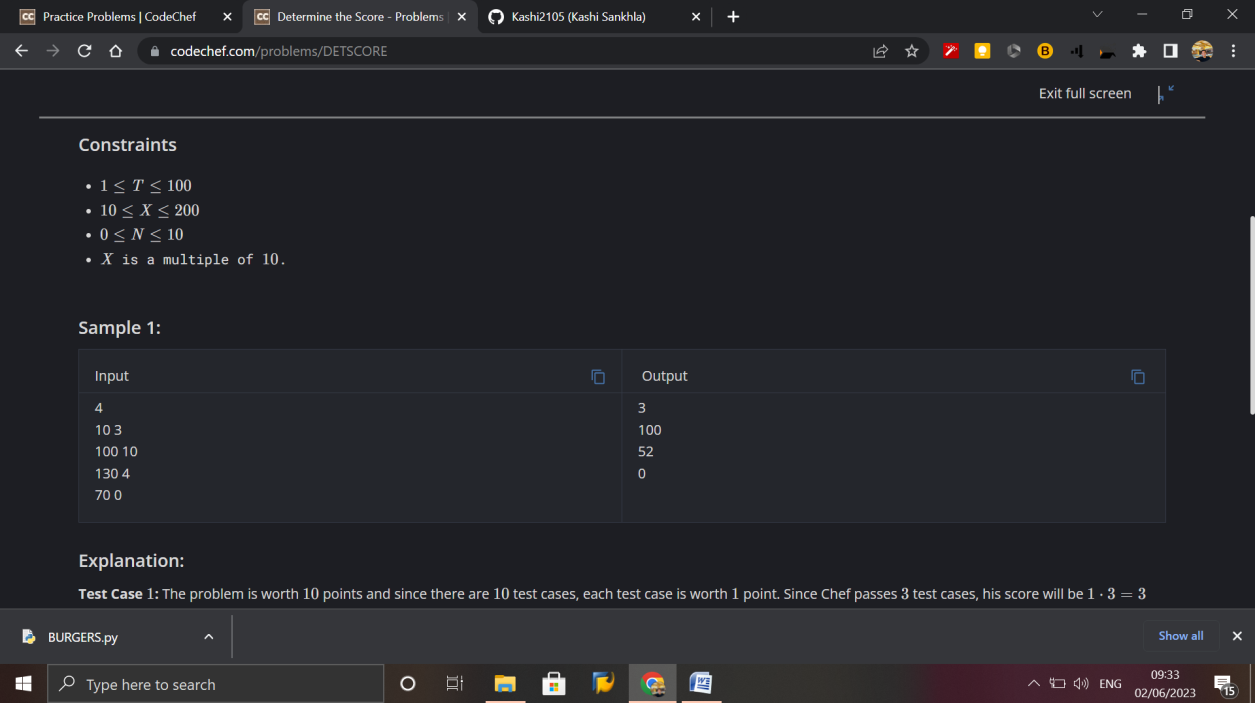 Practice Problems | CodeChef
Determine the Score - Problems
Kashi2105 (Kashi Sankhla)
codechef.com/problems/DETSCORE
Exit full screen
Constraints
• 1 ≤ T ≤ 100
• 10 ≤ X ≤ 200
• 0 ≤ N ≤ 10
• X is a multiple of 10.
Sample 1:
Input
Output
4
3
10 3
100
100 10
52
130 4
0
70 0
Explanation:
Test Case 1: The problem is worth 10 points and since there are 10 test cases, each test case is worth 1 point. Since Chef passes 3 test cases, his score will be 1 · 3 = 3
BURGERS.py
Show all
Type here to search
ENG
09:33
02/06/2023
15